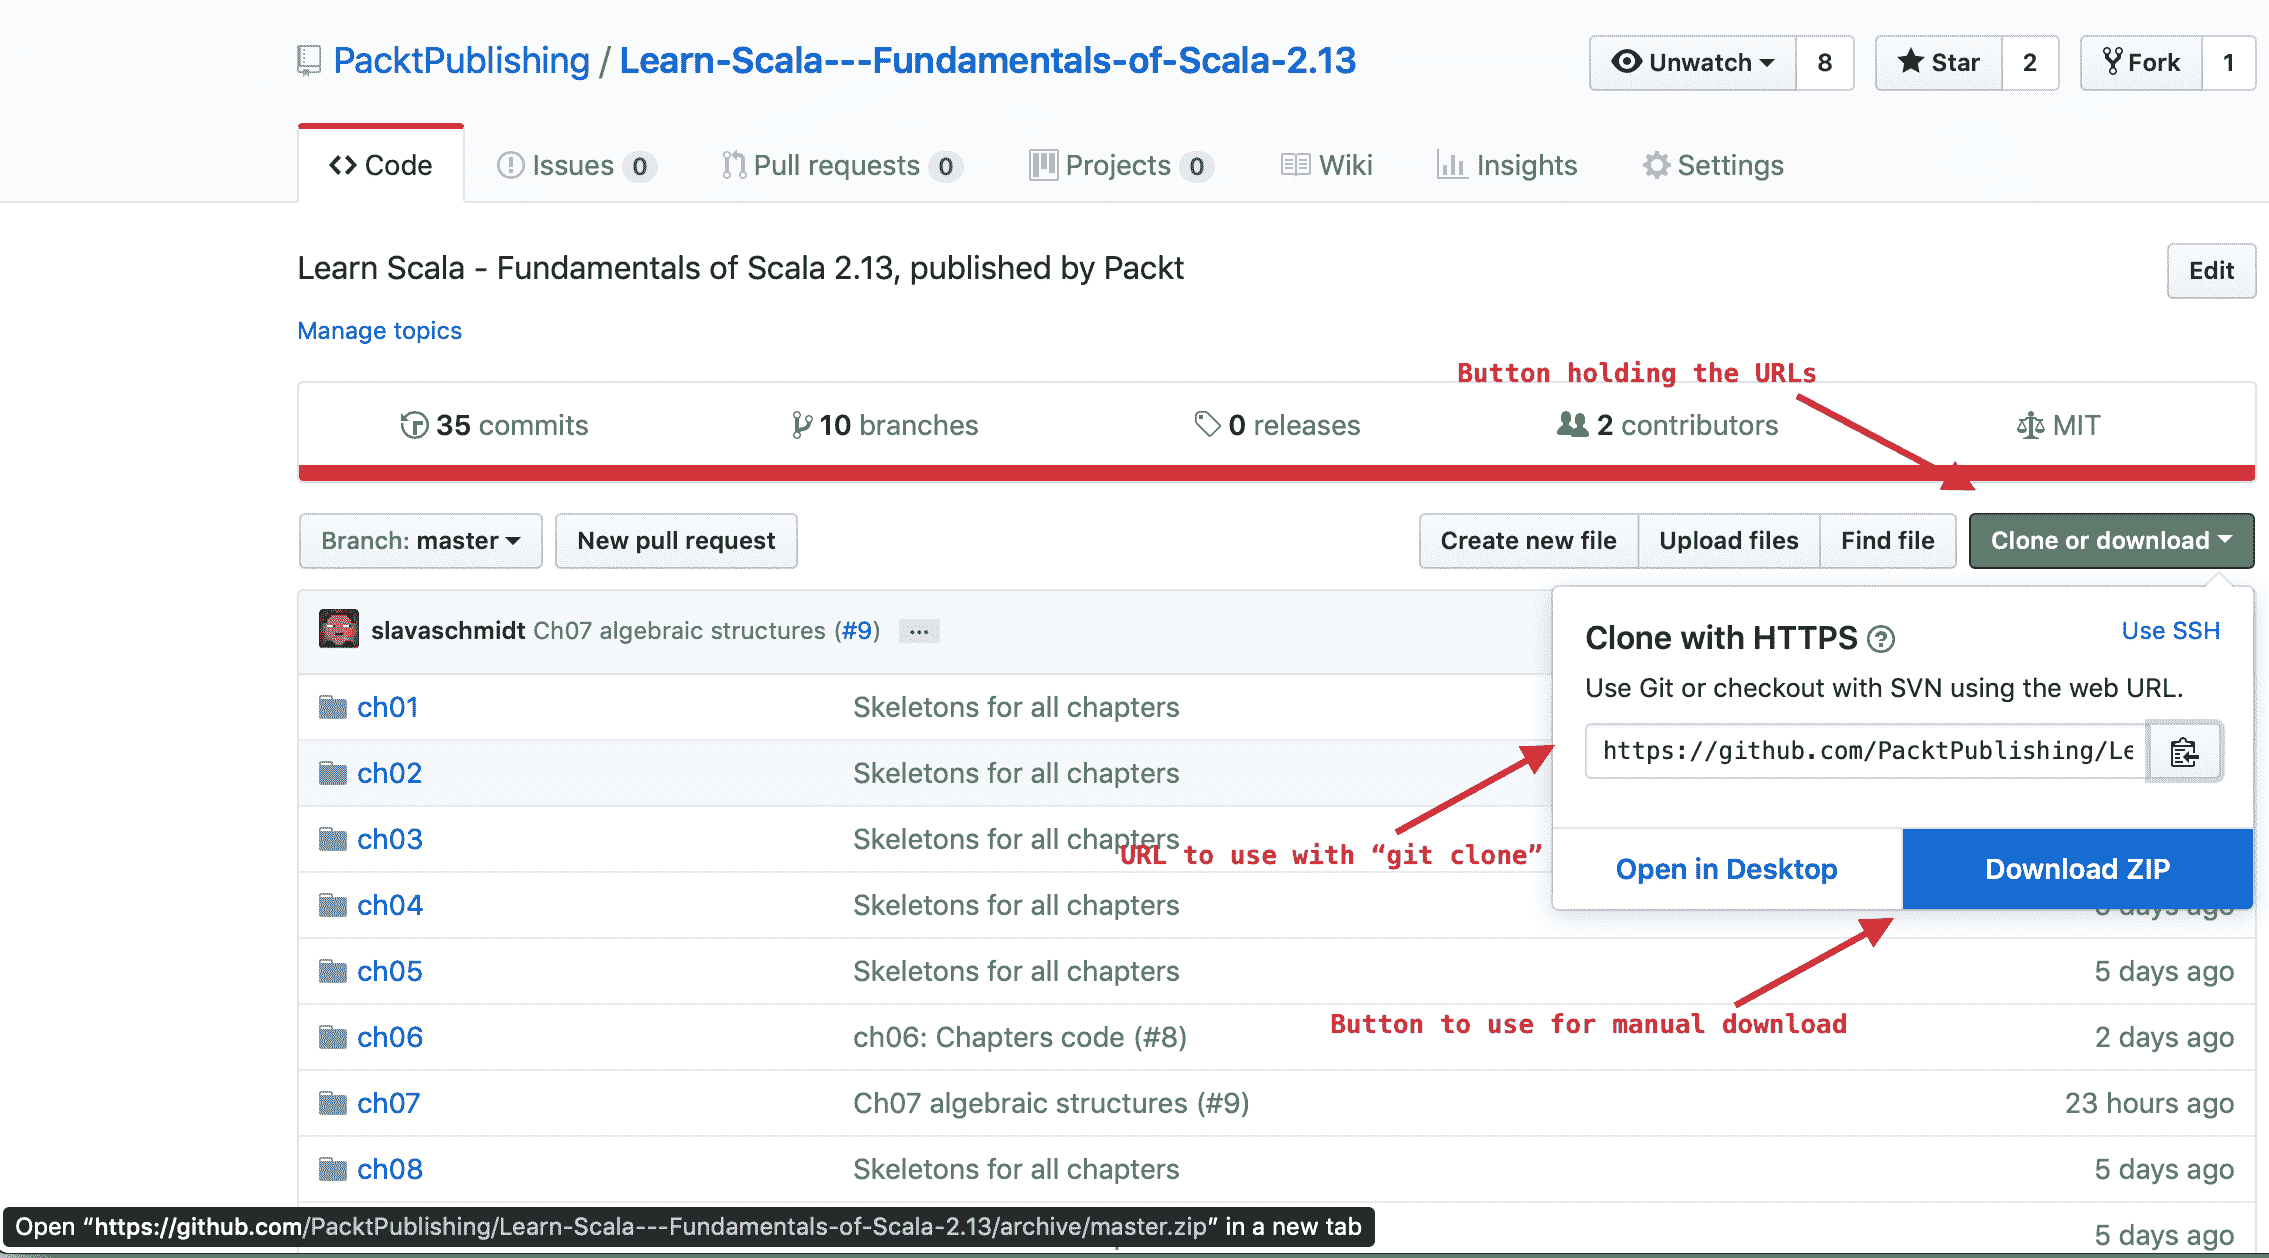 PacktPublishing / Learn-Scala---Fundamentals-of-Scala-2.13
Unwatch 8
Star 2
Fork 1
Code
Issues 0
Pull requests 0
Projects 0
Wiki
Insights
Settings
Learn Scala - Fundamentals of Scala 2.13, published by Packt
Edit
Manage topics
Button holding the URLs
35 commits
10 branches
0 releases
2 contributors
MIT
Branch: master
New pull request
Create new file
Upload files
Find file
Clone or download
slavaschmidt Ch07 algebraic structures (#9) ...
Clone with HTTPS ?
Use SSH
Use Git or checkout with SVN using the web URL.
https://github.com/PacktPublishing/Le
URL to use with “git clone”
Open in Desktop
Download ZIP
Button to use for manual download
ch01 Skeletons for all chapters
ch02 Skeletons for all chapters
ch03 Skeletons for all chapters
ch04 Skeletons for all chapters days ago
ch05 Skeletons for all chapters 5 days ago
ch06 ch06: Chapters code (#8) 2 days ago
ch07 Ch07 algebraic structures (#9) 23 hours ago
ch08 Skeletons for all chapters 5 days ago
5 days ago
Open “https://github.com/PacktPublishing/Learn-Scala---Fundamentals-of-Scala-2.13/archive/master.zip” in a new tab